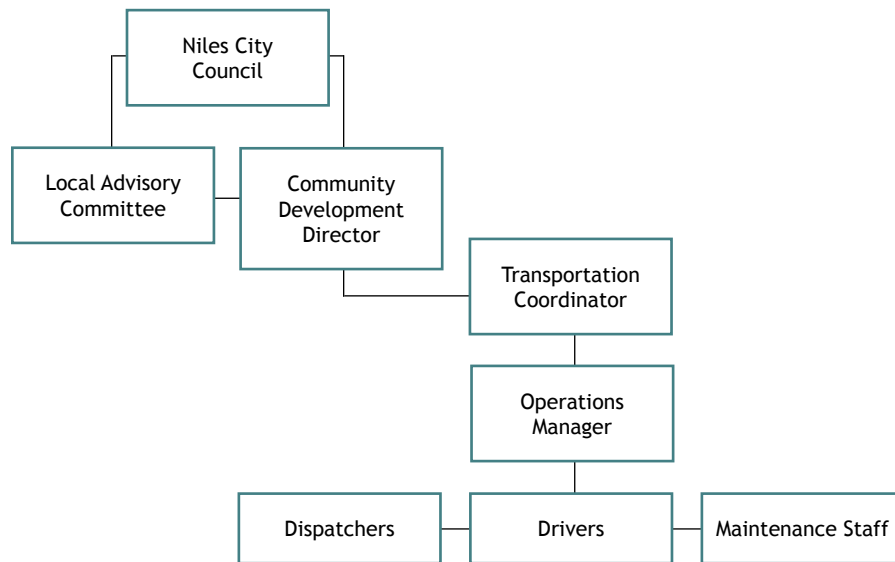 Niles City
Council
Local Advisory
Committee
Community
Development
Director
Transportation
Coordinator
Operations
Manager
Dispatchers
Drivers
Maintenance Staff